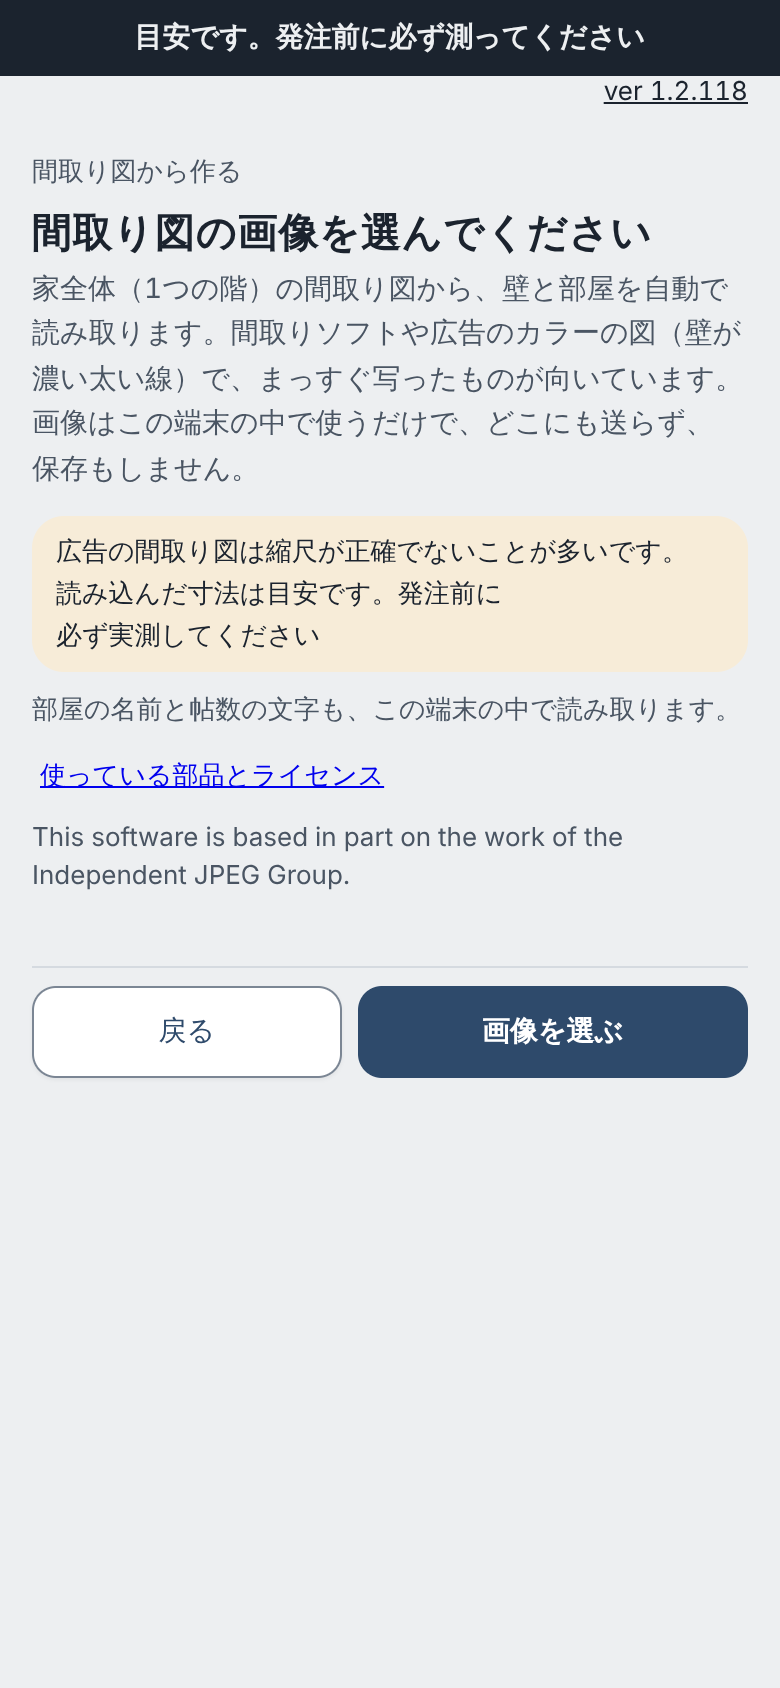 目安です。発注前に必ず測ってください
ver 1.2.118
間取り図から作る
間取り図の画像を選んでください
家全体（1つの階）の間取り図から、壁と部屋を自動で
読み取ります。間取りソフトや広告のカラーの図（壁が
濃い太い線）で、まっすぐ写ったものが向いています。
画像はこの端末の中で使うだけで、どこにも送らず、
保存もしません。
広告の間取り図は縮尺が正確でないことが多いです。
読み込んだ寸法は目安です。発注前に
必ず実測してください
部屋の名前と帖数の文字も、この端末の中で読み取ります。
使っている部品とライセンス
This software is based in part on the work of the
Independent JPEG Group.
戻る
画像を選ぶ